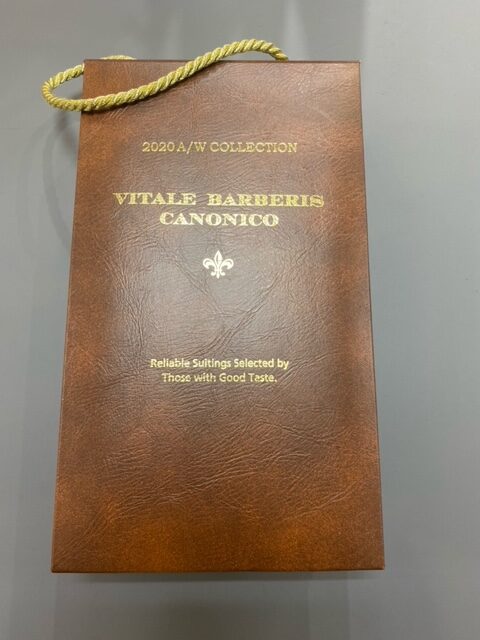 2020 A/W COLLECTION
VITALE BARBERIS
CANONICO
Reliable Suitings Selected by
Those with Good Taste.